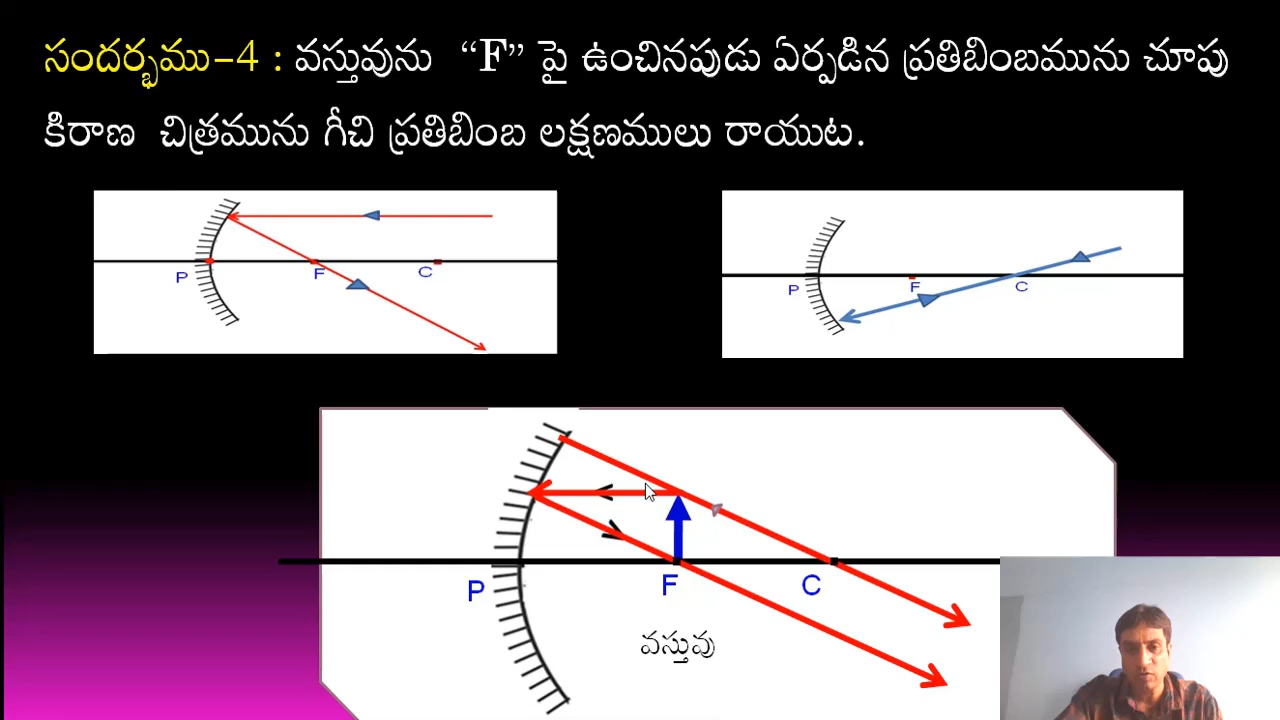 సందర్భము-4 : వస్తువును “F” పై ఉంచినపుడు ఏర్పడిన ప్రతిబింబమును చూపు
కిరాణ చిత్రమును గీచి ప్రతిబింబ లక్షణములు రాయుట.
P F C
P F C
P F C
వస్తువు